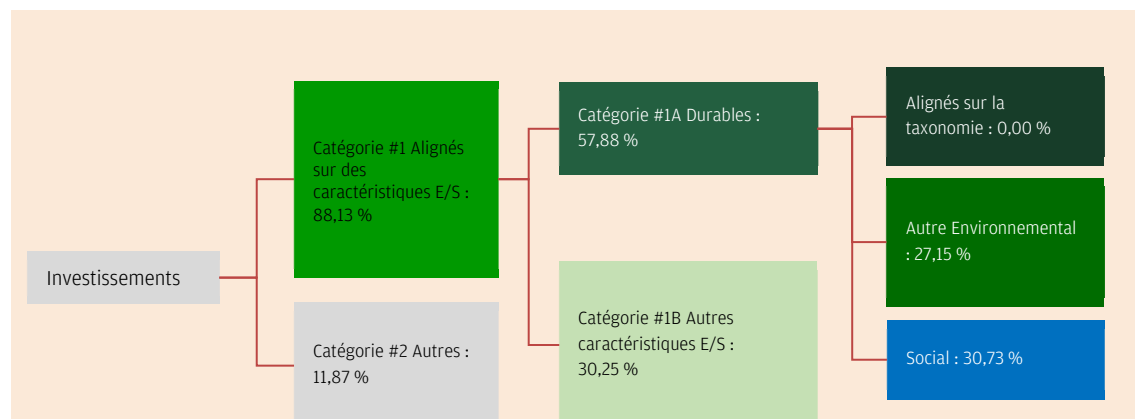 Investissements
Catégorie #1 Alignés
sur des
caractéristiques E/S :
88,13 %
Catégorie #2 Autres :
11,87 %
Catégorie #1A Durables :
57,88 %
Catégorie #1B Autres
caractéristiques E/S :
30,25 %
Alignés sur la
taxonomie : 0,00 %
Autre Environnemental
: 27,15 %
Social : 30,73 %